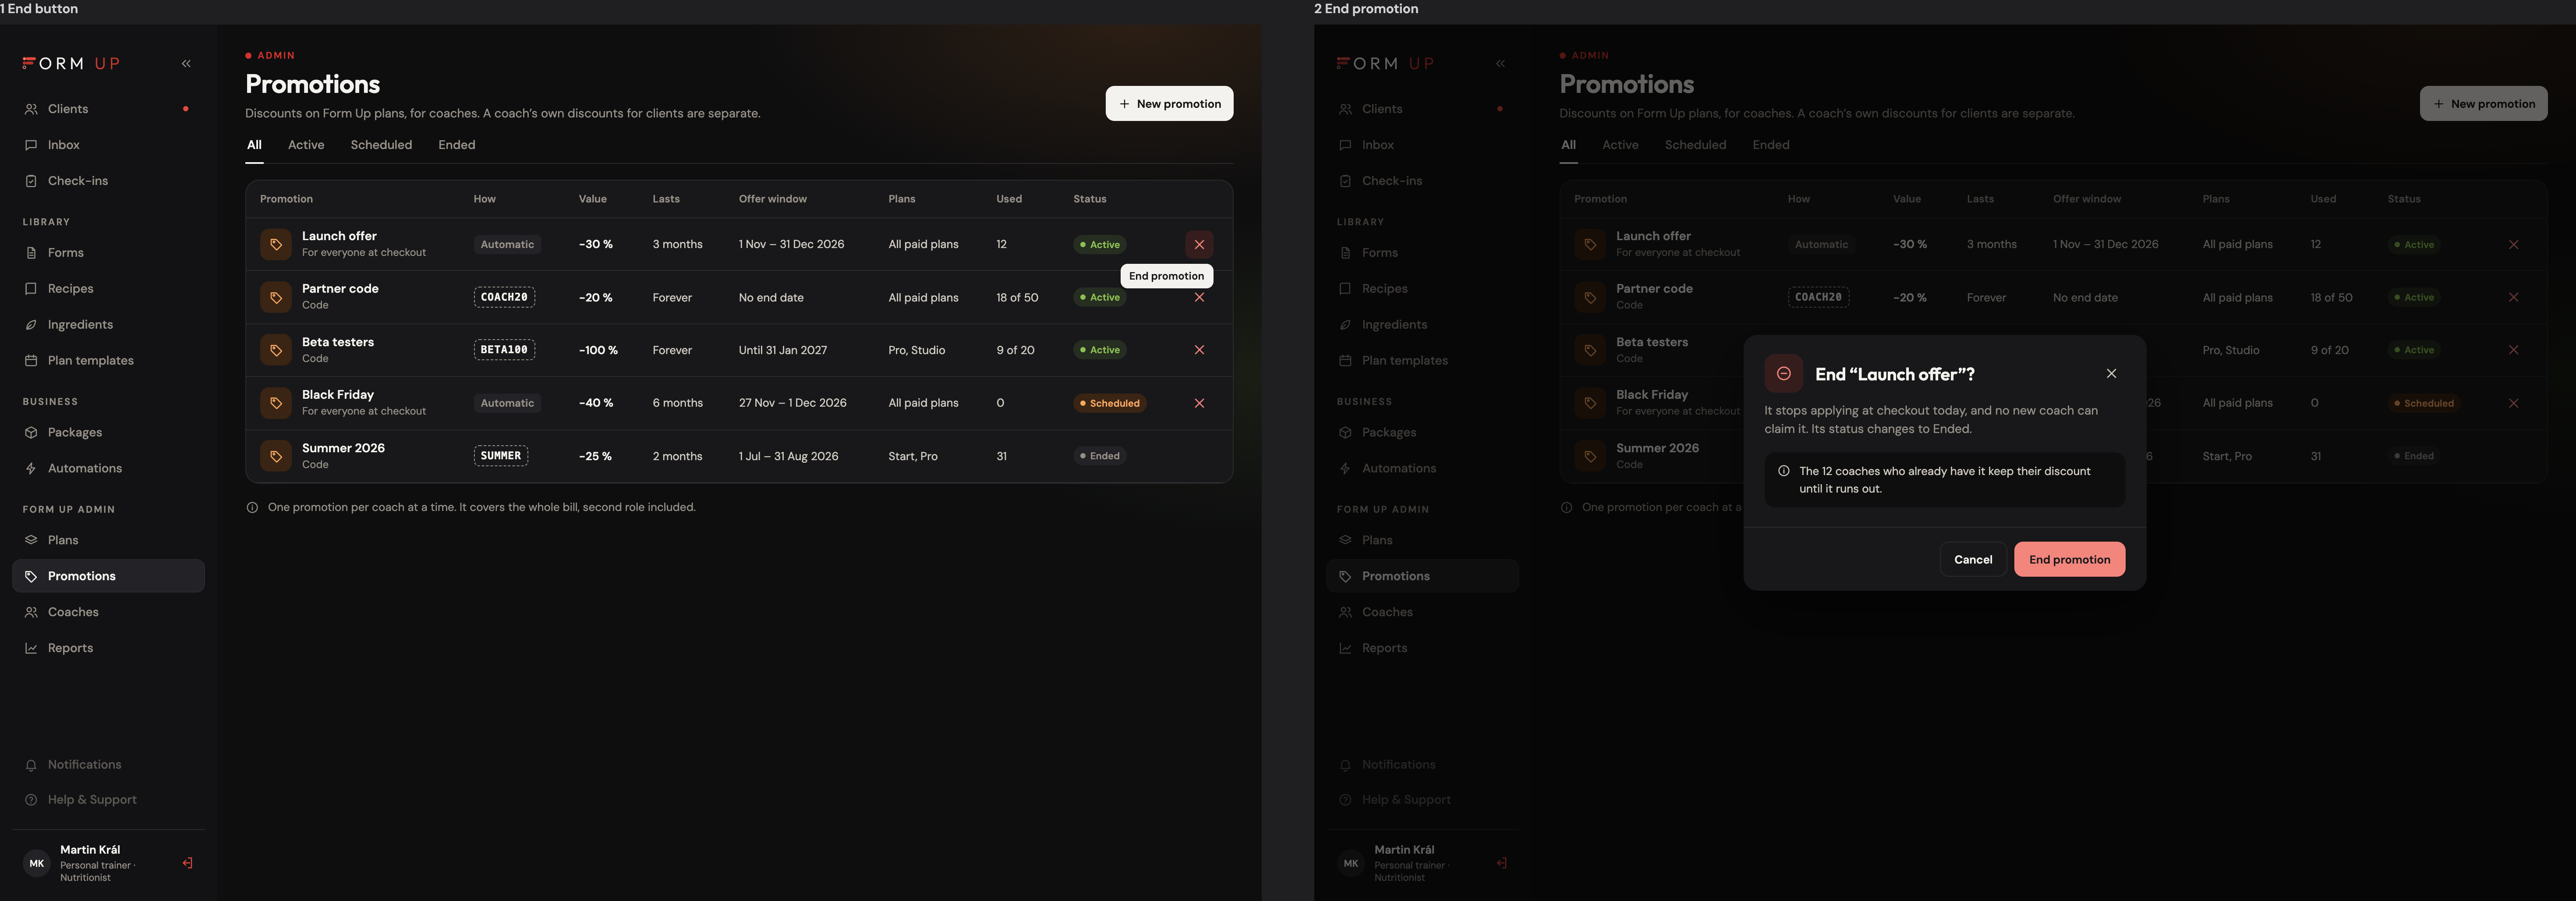 1 End button
FORM UP
Clients
Inbox
Check-ins
LIBRARY
Forms
Recipes
Ingredients
Plan templates
BUSINESS
Packages
Automations
FORM UP ADMIN
Plans
Promotions
Coaches
Reports
Notifications
Help & Support
MK
Martin Král
Personal trainer ·
Nutritionist
ADMIN
Promotions
Discounts on Form Up plans, for coaches. A coach’s own discounts for clients are separate.
+ New promotion
All Active Scheduled Ended
Promotion How Value Lasts Offer window Plans Used Status
Launch offer
For everyone at checkout
Automatic −30 % 3 months 1 Nov – 31 Dec 2026 All paid plans 12 Active
End promotion
Partner code
Code
COACH20 −20 % Forever No end date All paid plans 18 of 50 Active
Beta testers
Code
BETA100 −100 % Forever Until 31 Jan 2027 Pro, Studio 9 of 20 Active
Black Friday
For everyone at checkout
Automatic −40 % 6 months 27 Nov – 1 Dec 2026 All paid plans 0 Scheduled
Summer 2026
Code
SUMMER −25 % 2 months 1 Jul – 31 Aug 2026 Start, Pro 31 Ended
One promotion per coach at a time. It covers the whole bill, second role included.
2 End promotion
FORM UP
Clients
Inbox
Check-ins
LIBRARY
Forms
Recipes
Ingredients
Plan templates
BUSINESS
Packages
Automations
FORM UP ADMIN
Plans
Promotions
Coaches
Reports
Notifications
Help & Support
MK
Martin Král
Personal trainer ·
Nutritionist
ADMIN
Promotions
Discounts on Form Up plans, for coaches. A coach’s own discounts for clients are separate.
+ New promotion
All Active Scheduled Ended
Promotion How Value Lasts Offer window Plans Used Status
Launch offer
For everyone at checkout
Automatic −30 % 3 months 1 Nov – 31 Dec 2026 All paid plans 12 Active
Partner code
Code
COACH20 −20 % Forever No end date All paid plans 18 of 50 Active
Beta testers
Code
Pro, Studio 9 of 20 Active
Black Friday
For everyone at checkout
26 All paid plans 0 Scheduled
Summer 2026
Code
6 Start, Pro 31 Ended
One promotion per coach at a
End “Launch offer”?
It stops applying at checkout today, and no new coach can
claim it. Its status changes to Ended.
The 12 coaches who already have it keep their discount
until it runs out.
Cancel
End promotion